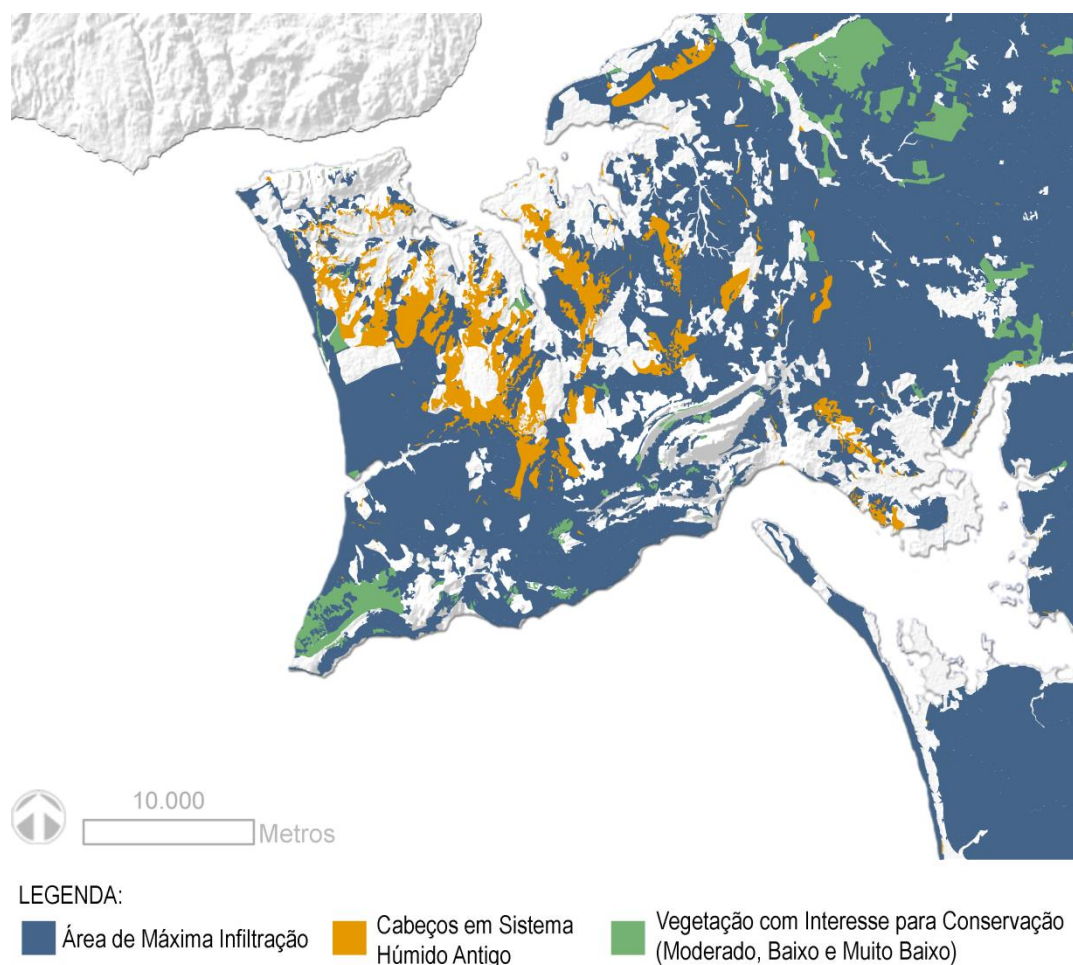 10.000
Metros
LEGENDA:
Área de Máxima Infiltração
Cabeços em Sistema
Húmido Antigo
Vegetação com Interesse para Conservação
(Moderado, Baixo e Muito Baixo)